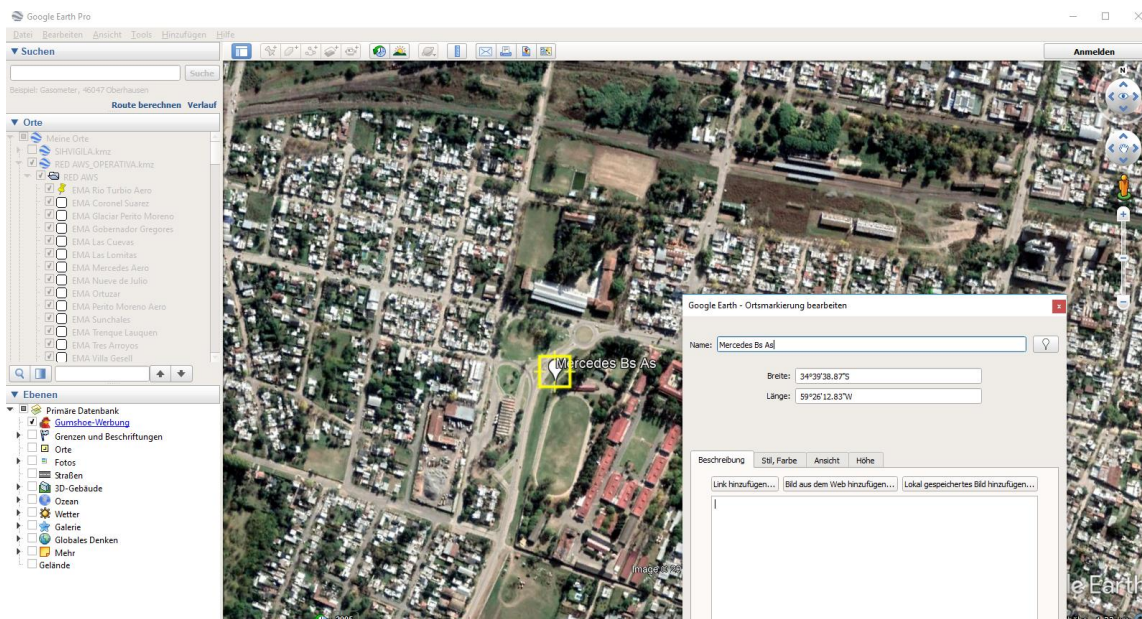 Google Earth Pro
Datei Bearbeiten Ansicht Tools Hinzufügen Hilfe
Suchen
Anmelden
Suche
Beispiel: Gasometer, 46047 Oberhausen
Route berechnen Verlauf
Orte
Meine Orte
SIHVIGILA.kmz
RED AWS_OPERATIVA.kmz
RED AWS
EMA Rio Turbio Aero
EMA Coronel Suarez
EMA Glaciar Perito Moreno
EMA Gobernador Gregores
EMA Las Cuevas
EMA Las Lomitas
EMA Mercedes Aero
EMA Nueve de Julio
EMA Ortuzar
EMA Perito Moreno Aero
EMA Sunchales
EMA Trenque Lauquen
EMA Tres Arroyos
EMA Villa Gesell
Ebenen
Primäre Datenbank
Gumshoe-Werbung
Grenzen und Beschriftungen
Orte
Fotos
Straßen
3D-Gebäude
Ozean
Wetter
Galerie
Globales Denken
Mehr
Gelände
N
Mercedes Bs As
Google Earth - Ortsmarkierung bearbeiten
Name: Mercedes Bs As
Breite: 34°39'38.87"S
Länge: 59°26'12.83"W
Beschreibung Stil, Farbe Ansicht Höhe
Link hinzufügen... Bild aus dem Web hinzufügen... Lokal gespeichertes Bild hinzufügen...
Image ©
e Earth